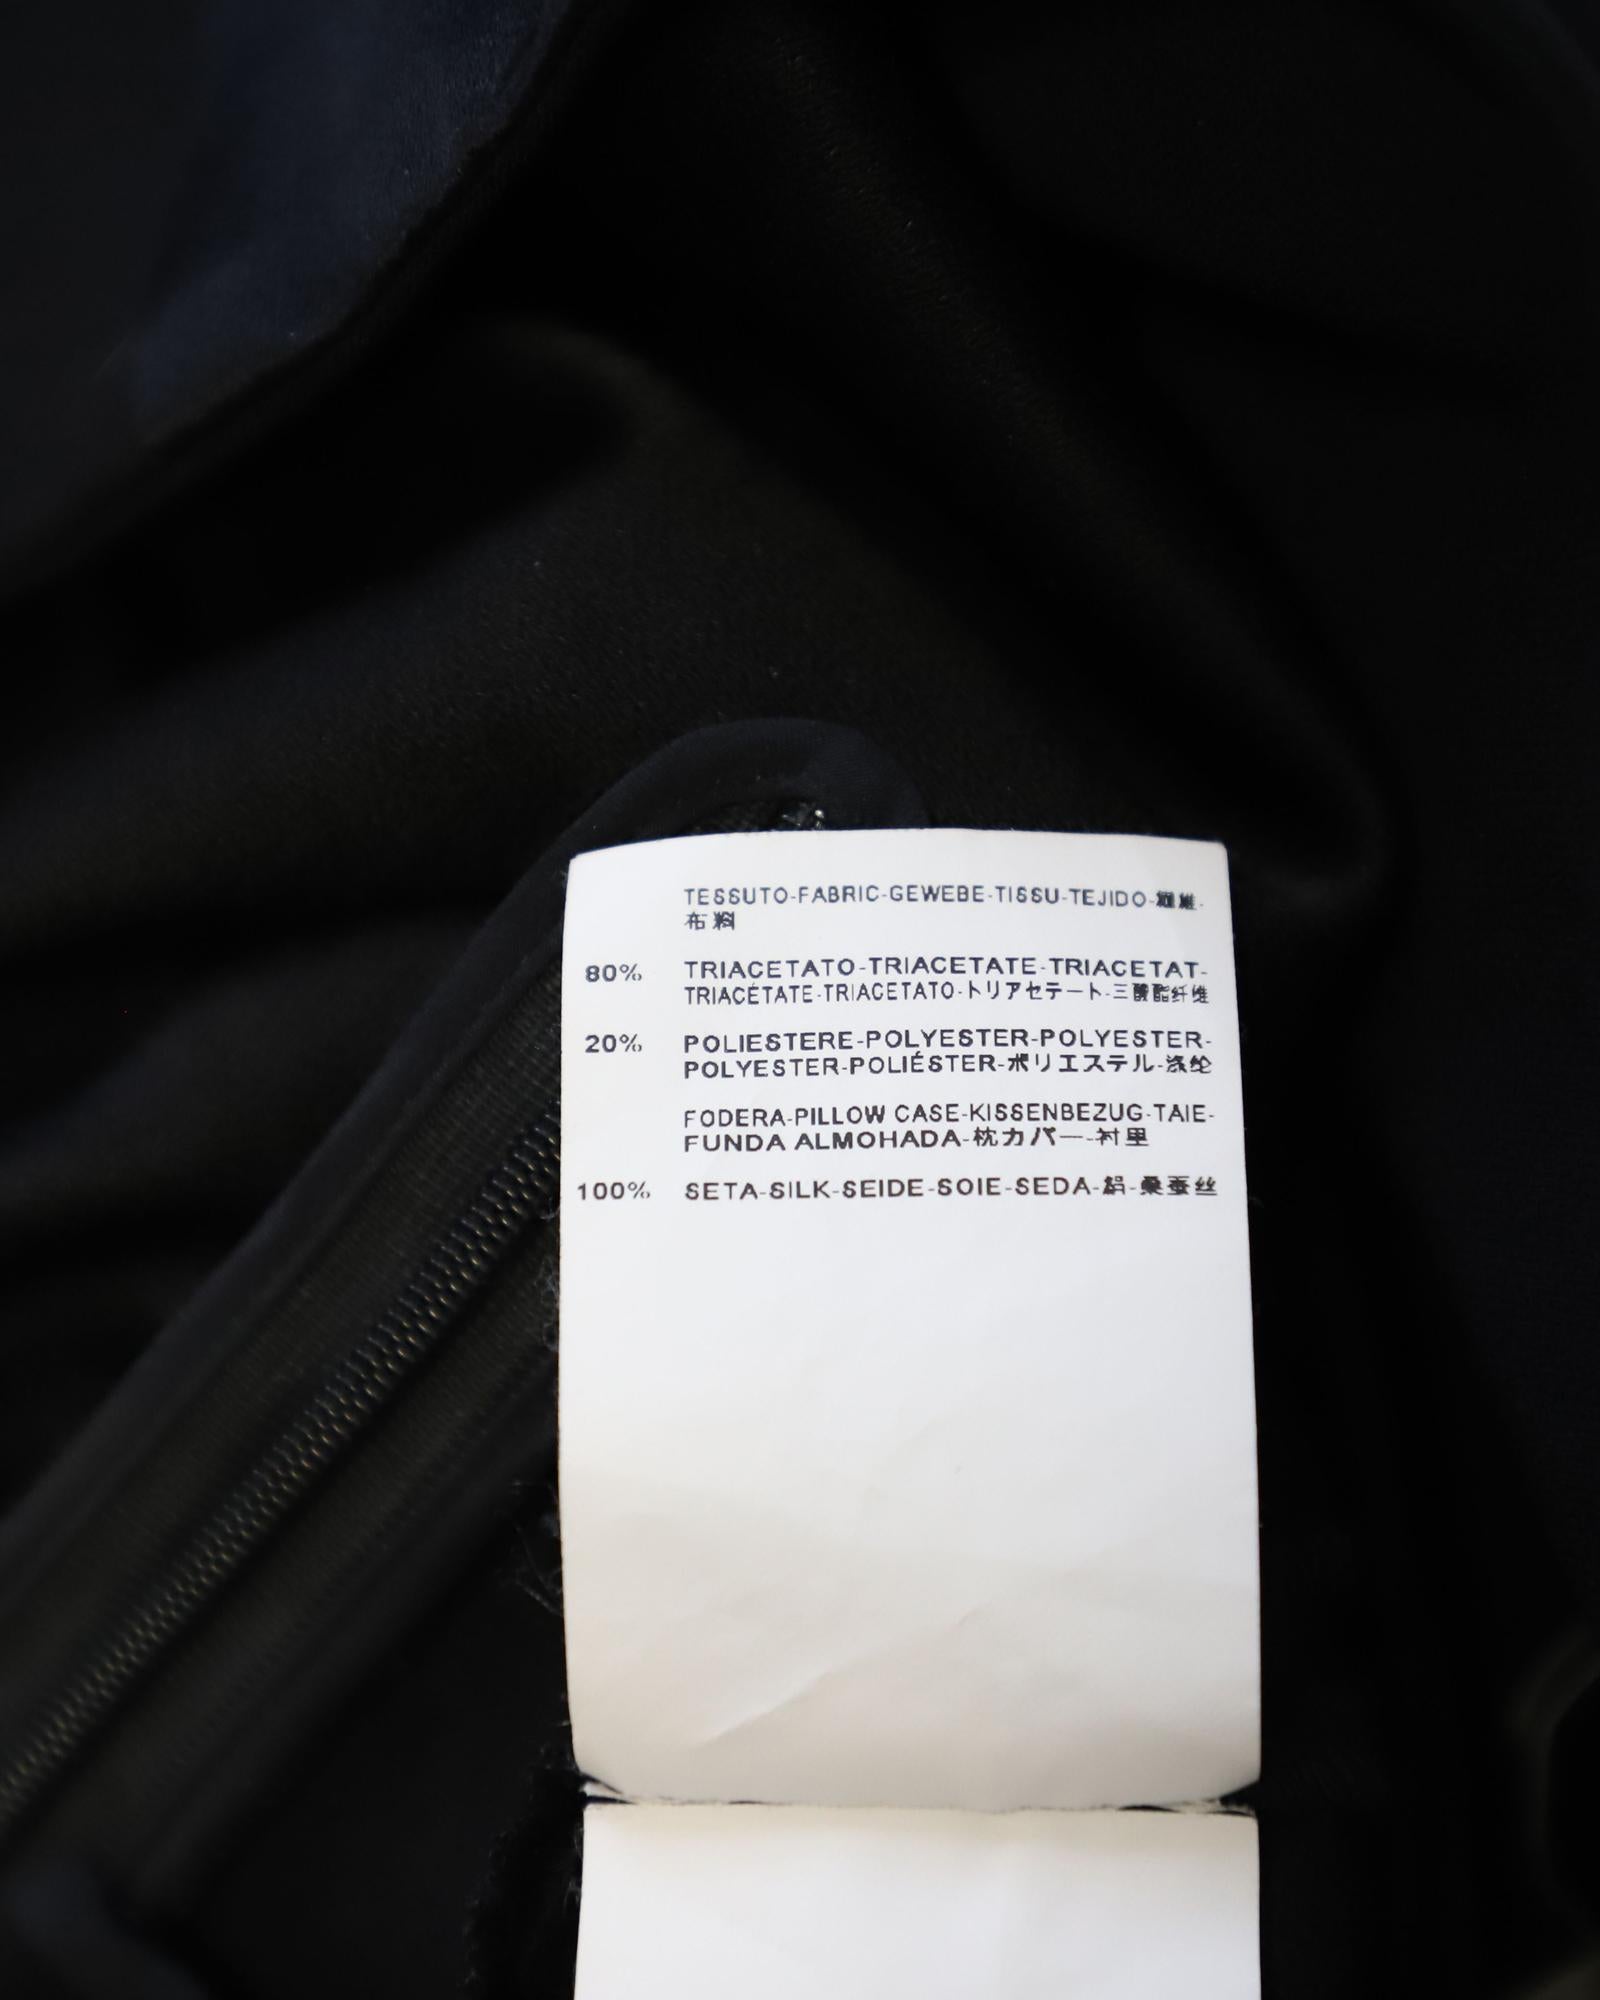 TESSUTO-FABRIC-GEWEBE-TISSU-TEJIDO-繊維-
布料
80% TRIACETATO-TRIACETATE-TRIACETAT-
TRIACÉTATE-TRIACETATO-トリアセテート-三醋酯纤维
20% POLIESTERE-POLYESTER-POLYESTER-
POLYESTER-POLIÉSTER-ポリエステル-涤纶
FODERA-PILLOW CASE-KISSENBEZUG-TAIE-
FUNDA ALMOHADA-枕カバー-衬里
100% SETA-SILK-SEIDE-SOIE-SEDA-絹-桑蚕丝